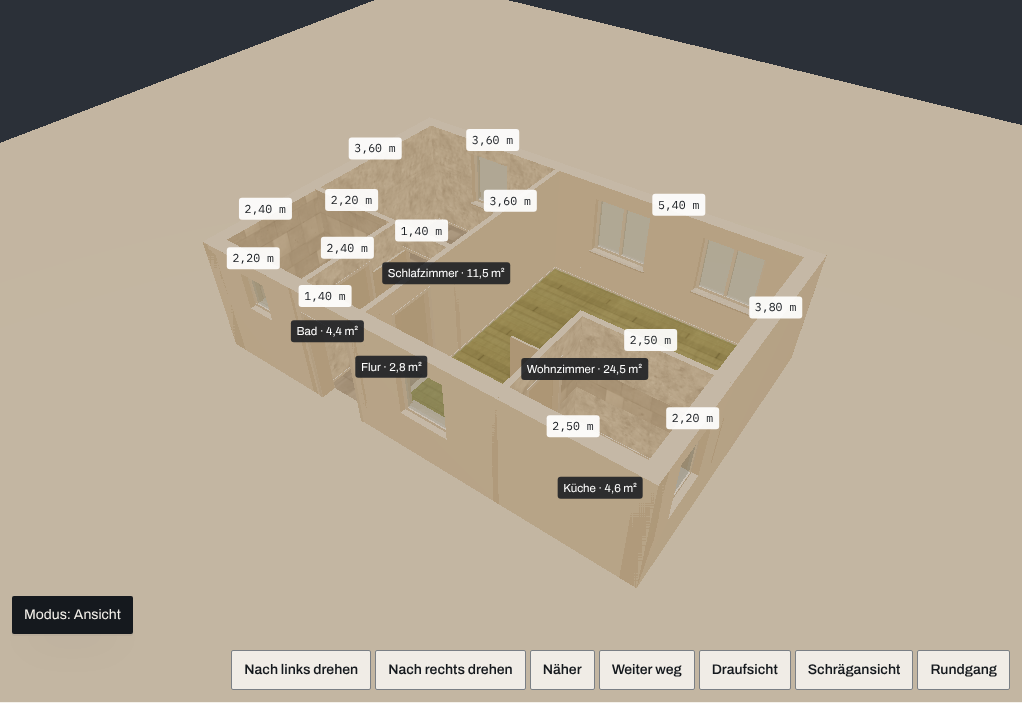 3,60 m
3,60 m
2,40 m
2,20 m
3,60 m
5,40 m
1,40 m
2,20 m
2,40 m
Schlafzimmer · 11,5 m²
1,40 m
3,80 m
Bad · 4,4 m²
2,50 m
Flur · 2,8 m²
Wohnzimmer · 24,5 m²
2,50 m
2,20 m
Küche · 4,6 m²
Modus: Ansicht
Nach links drehen
Nach rechts drehen
Näher
Weiter weg
Draufsicht
Schrägansicht
Rundgang